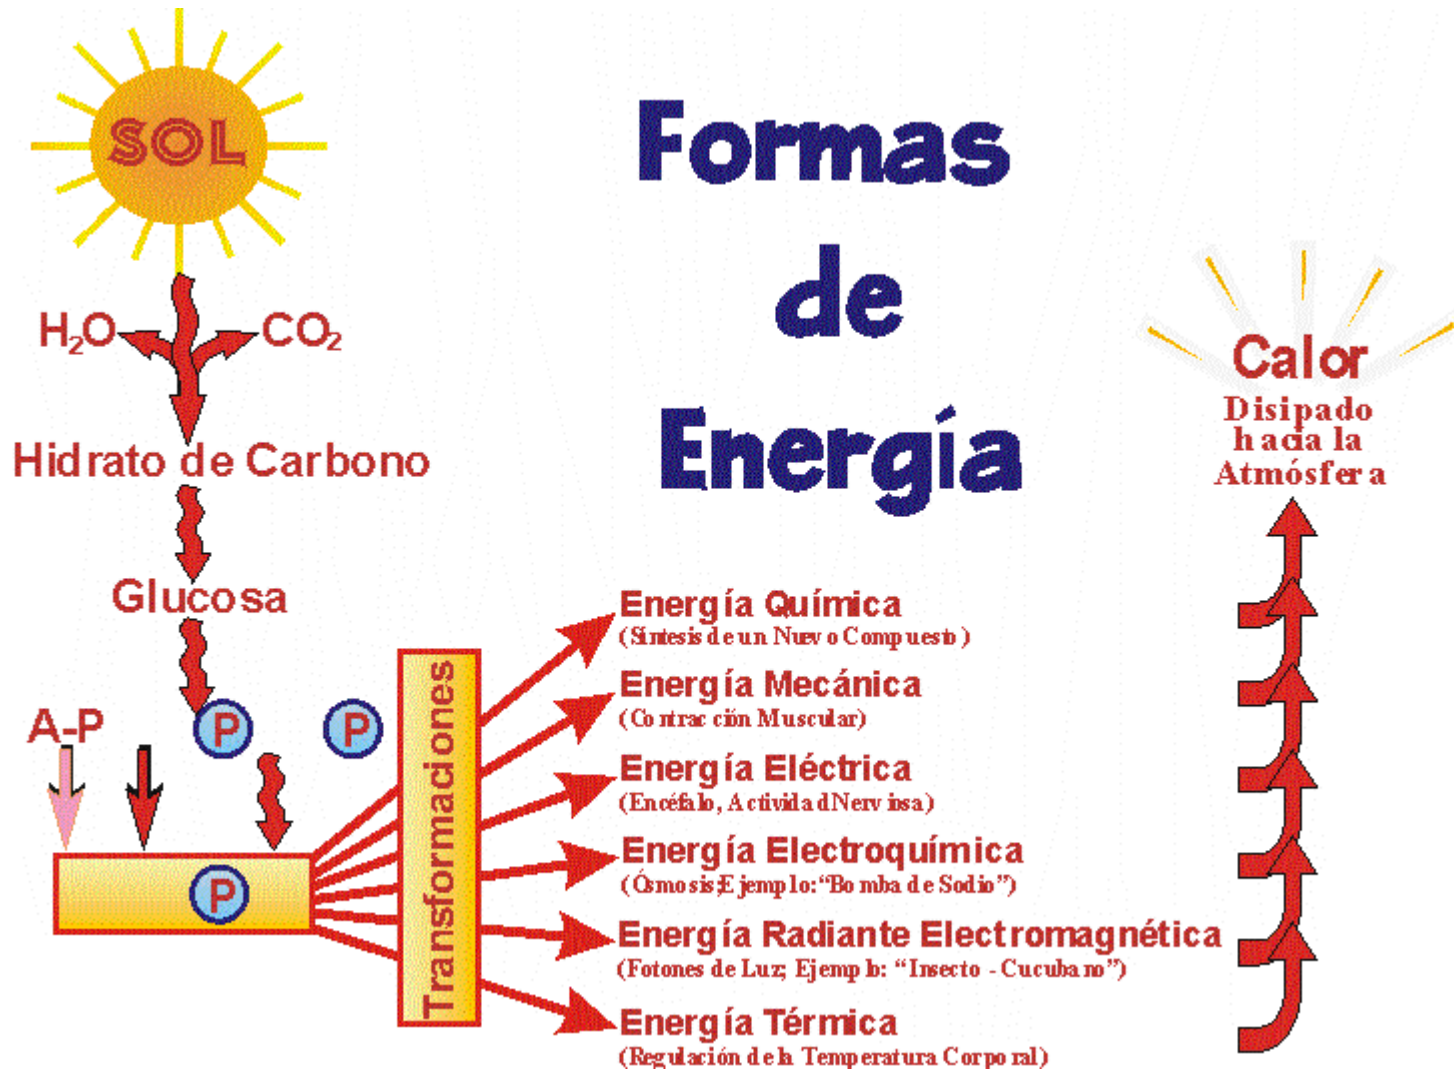 SOL
Formas
de
Energía
H₂O
CO₂
Hidrato de Carbono
Glucosa
A-P
P
P
P
Transformaciones
Energía Química
(Síntesis de un Nuevo Compuesto)
Energía Mecánica
(Contracción Muscular)
Energía Eléctrica
(Encéfalo, Actividad Nerviosa)
Energía Electroquímica
(Ósmosis; Ejemplo: “Bomba de Sodio”)
Energía Radiante Electromagnética
(Fotones de Luz; Ejemplo: “Insecto - Cucubano”)
Energía Térmica
(Regulación de la Temperatura Corporal)
Calor
Disipado
hacia la
Atmósfera